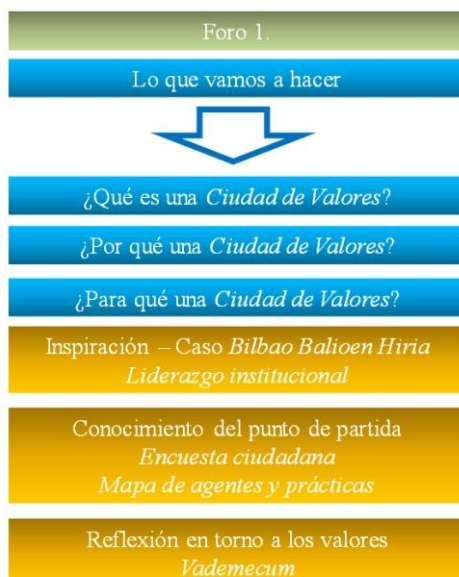 Foro 1.
Lo que vamos a hacer
¿Qué es una Ciudad de Valores?
¿Por qué una Ciudad de Valores?
¿Para qué una Ciudad de Valores?
Inspiración – Caso Bilbao Balioen Hiria
Liderazgo institucional
Conocimiento del punto de partida
Encuesta ciudadana
Mapa de agentes y prácticas
Reflexión en torno a los valores
Vademecum